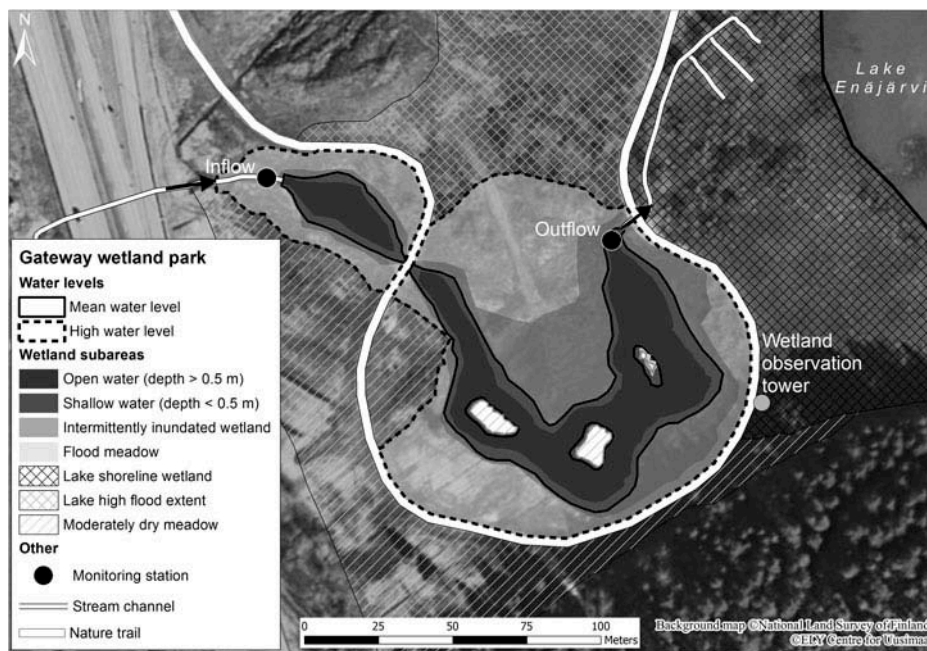 N
Lake
Enäjärvi
Inflow
Outflow
Wetland
observation
tower
Gateway wetland park
Water levels
Mean water level
High water level
Wetland subareas
Open water (depth > 0.5 m)
Shallow water (depth < 0.5 m)
Intermittently inundated wetland
Flood meadow
Lake shoreline wetland
Lake high flood extent
Moderately dry meadow
Other
Monitoring station
Stream channel
Nature trail
0 25 50 75 100
Meters
Background map ©National Land Survey of Finland
©ELY Centre for Uusimaa